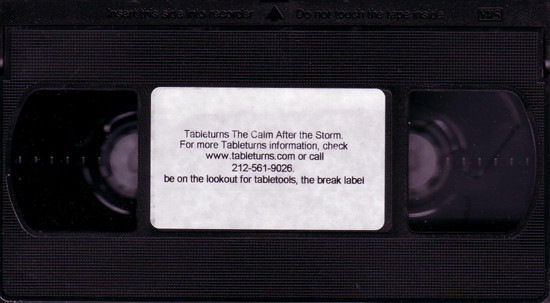 Insert this side into recorder Do not touch the tape inside VHS
Tableturns The Calm After the Storm.
For more Tableturns information, check
www.tableturns.com or call
212-561-9026.
be on the lookout for tabletools, the break label